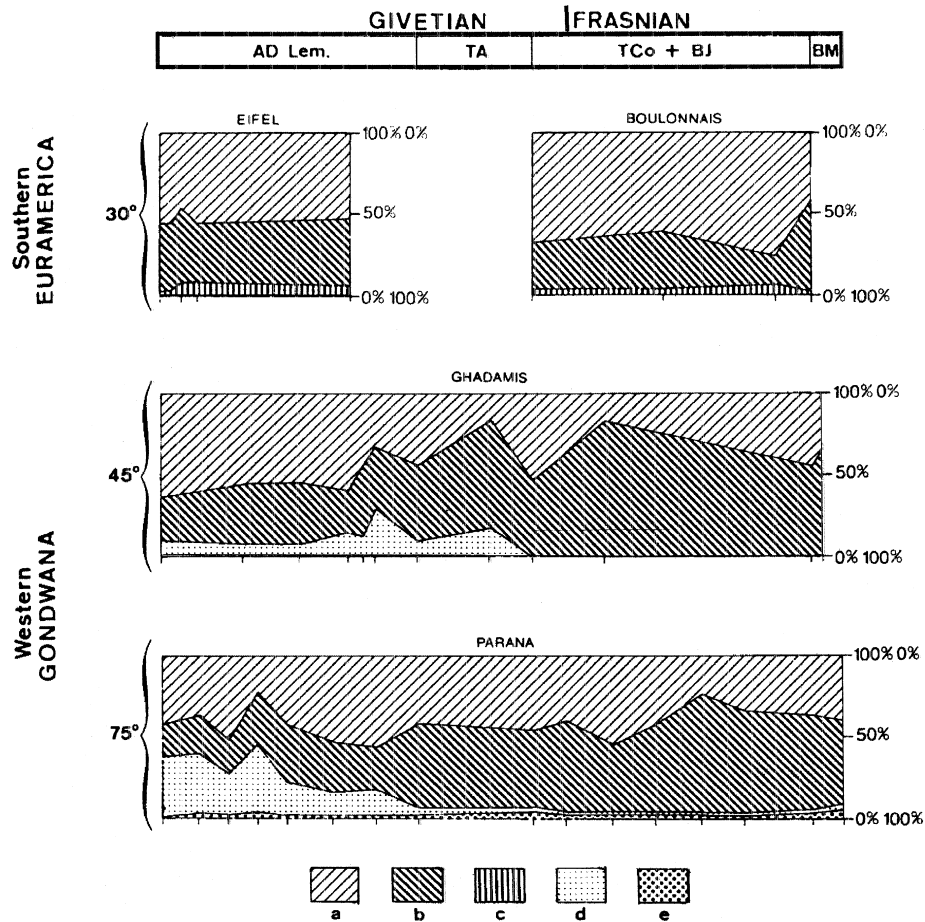 GIVETIAN FRASNIAN
AD Lem. TA TCo + BJ BM
Southern
EURAMERICA
30°
EIFEL
100% 0%
50%
0% 100%
BOULONNAIS
100% 0%
50%
0% 100%
Western
GONDWANA
45°
GHADAMIS
100% 0%
50%
0% 100%
75°
PARANA
100% 0%
50%
0% 100%
a b c d e